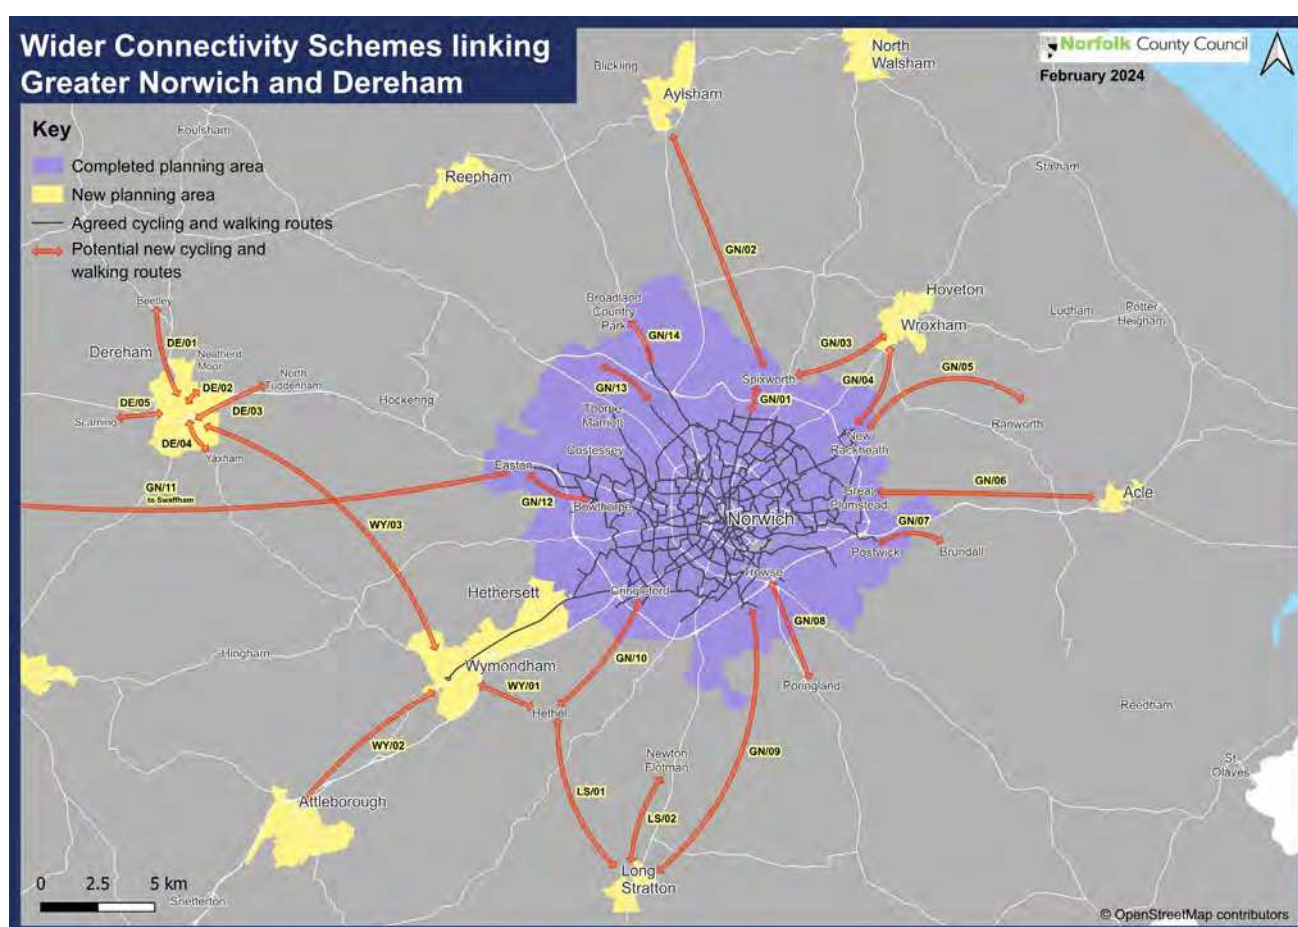 Wider Connectivity Schemes linking
Greater Norwich and Dereham
Norfolk County Council
February 2024
Key
Completed planning area
New planning area
Agreed cycling and walking routes
Potential new cycling and
walking routes
Blickling
North
Walsham
Aylsham
Foulsham
Reepham
Stalham
GN/02
Beetley
Broadland
Country
Park
Hoveton
Wroxham
Ludham
Potter
Heigham
DE/01
Dereham
Neatherd
Moor
GN/14
GN/03
GN/05
GN/04
North
Tuddenham
DE/02
DE/03
DE/05
Spixworth
GN/13
GN/01
Hockering
Thorpe
Marriott
Scarning
Ranworth
DE/04
Yaxham
Costessey
New
Rackheath
Easton
GN/11
to Swaffham
GN/12
Bowthorpe
Great
Plumstead
GN/06
Acle
WY/03
Norwich
GN/07
Postwick
Brundall
Trowse
Hethersett
Cringleford
GN/08
Hingham
GN/10
Wymondham
WY/01
Poringland
Hethel
Reedham
WY/02
Newton
Flotman
GN/09
St
Olaves
LS/01
Attleborough
LS/02
Long
Stratton
0 2.5 5 km
Shetterton
© OpenStreetMap contributors